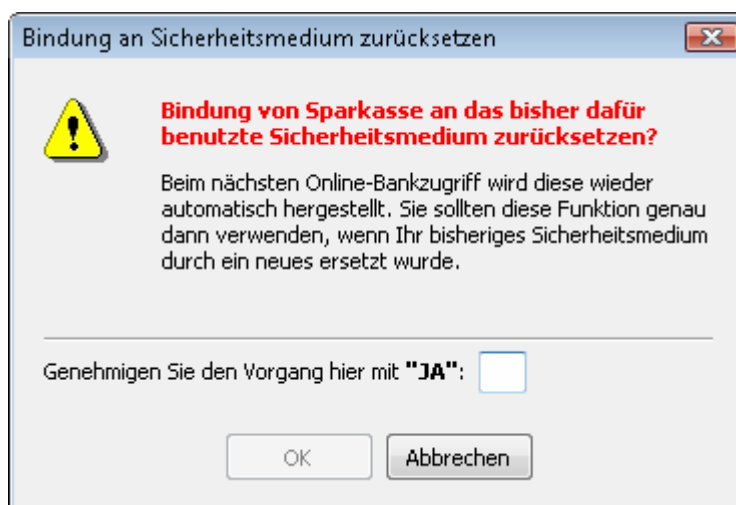 Bindung an Sicherheitsmedium zurücksetzen
Bindung von Sparkasse an das bisher dafür
benutzte Sicherheitsmedium zurücksetzen?
Beim nächsten Online-Bankzugriff wird diese wieder
automatisch hergestellt. Sie sollten diese Funktion genau
dann verwenden, wenn Ihr bisheriges Sicherheitsmedium
durch ein neues ersetzt wurde.
Genehmigen Sie den Vorgang hier mit "JA":
OK
Abbrechen